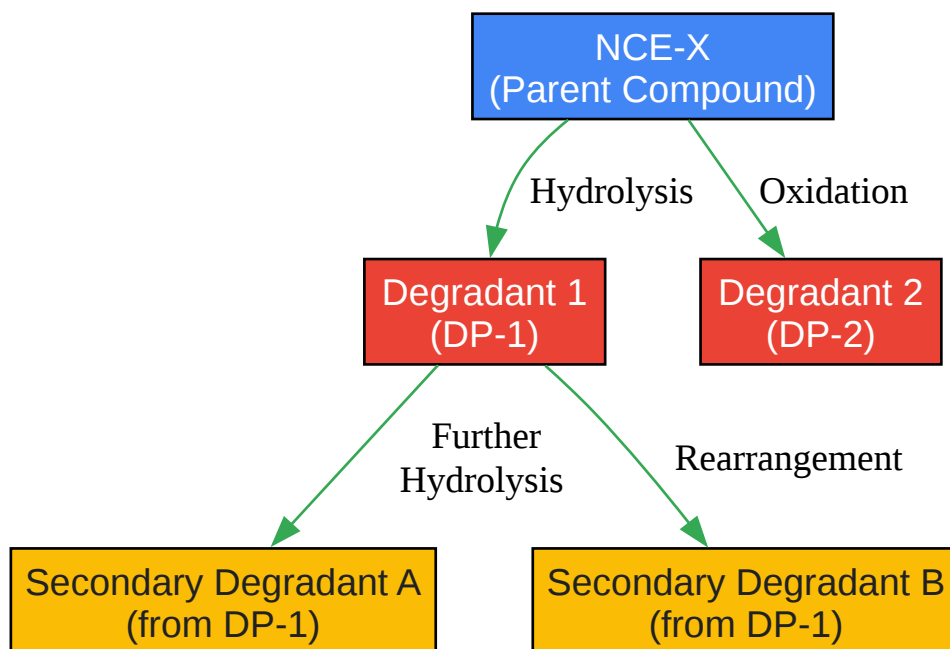 NCE-X
(Parent Compound)
Hydrolysis
Oxidation
Degradant 1
(DP-1)
Degradant 2
(DP-2)
Further
Hydrolysis
Rearrangement
Secondary Degradant A
(from DP-1)
Secondary Degradant B
(from DP-1)